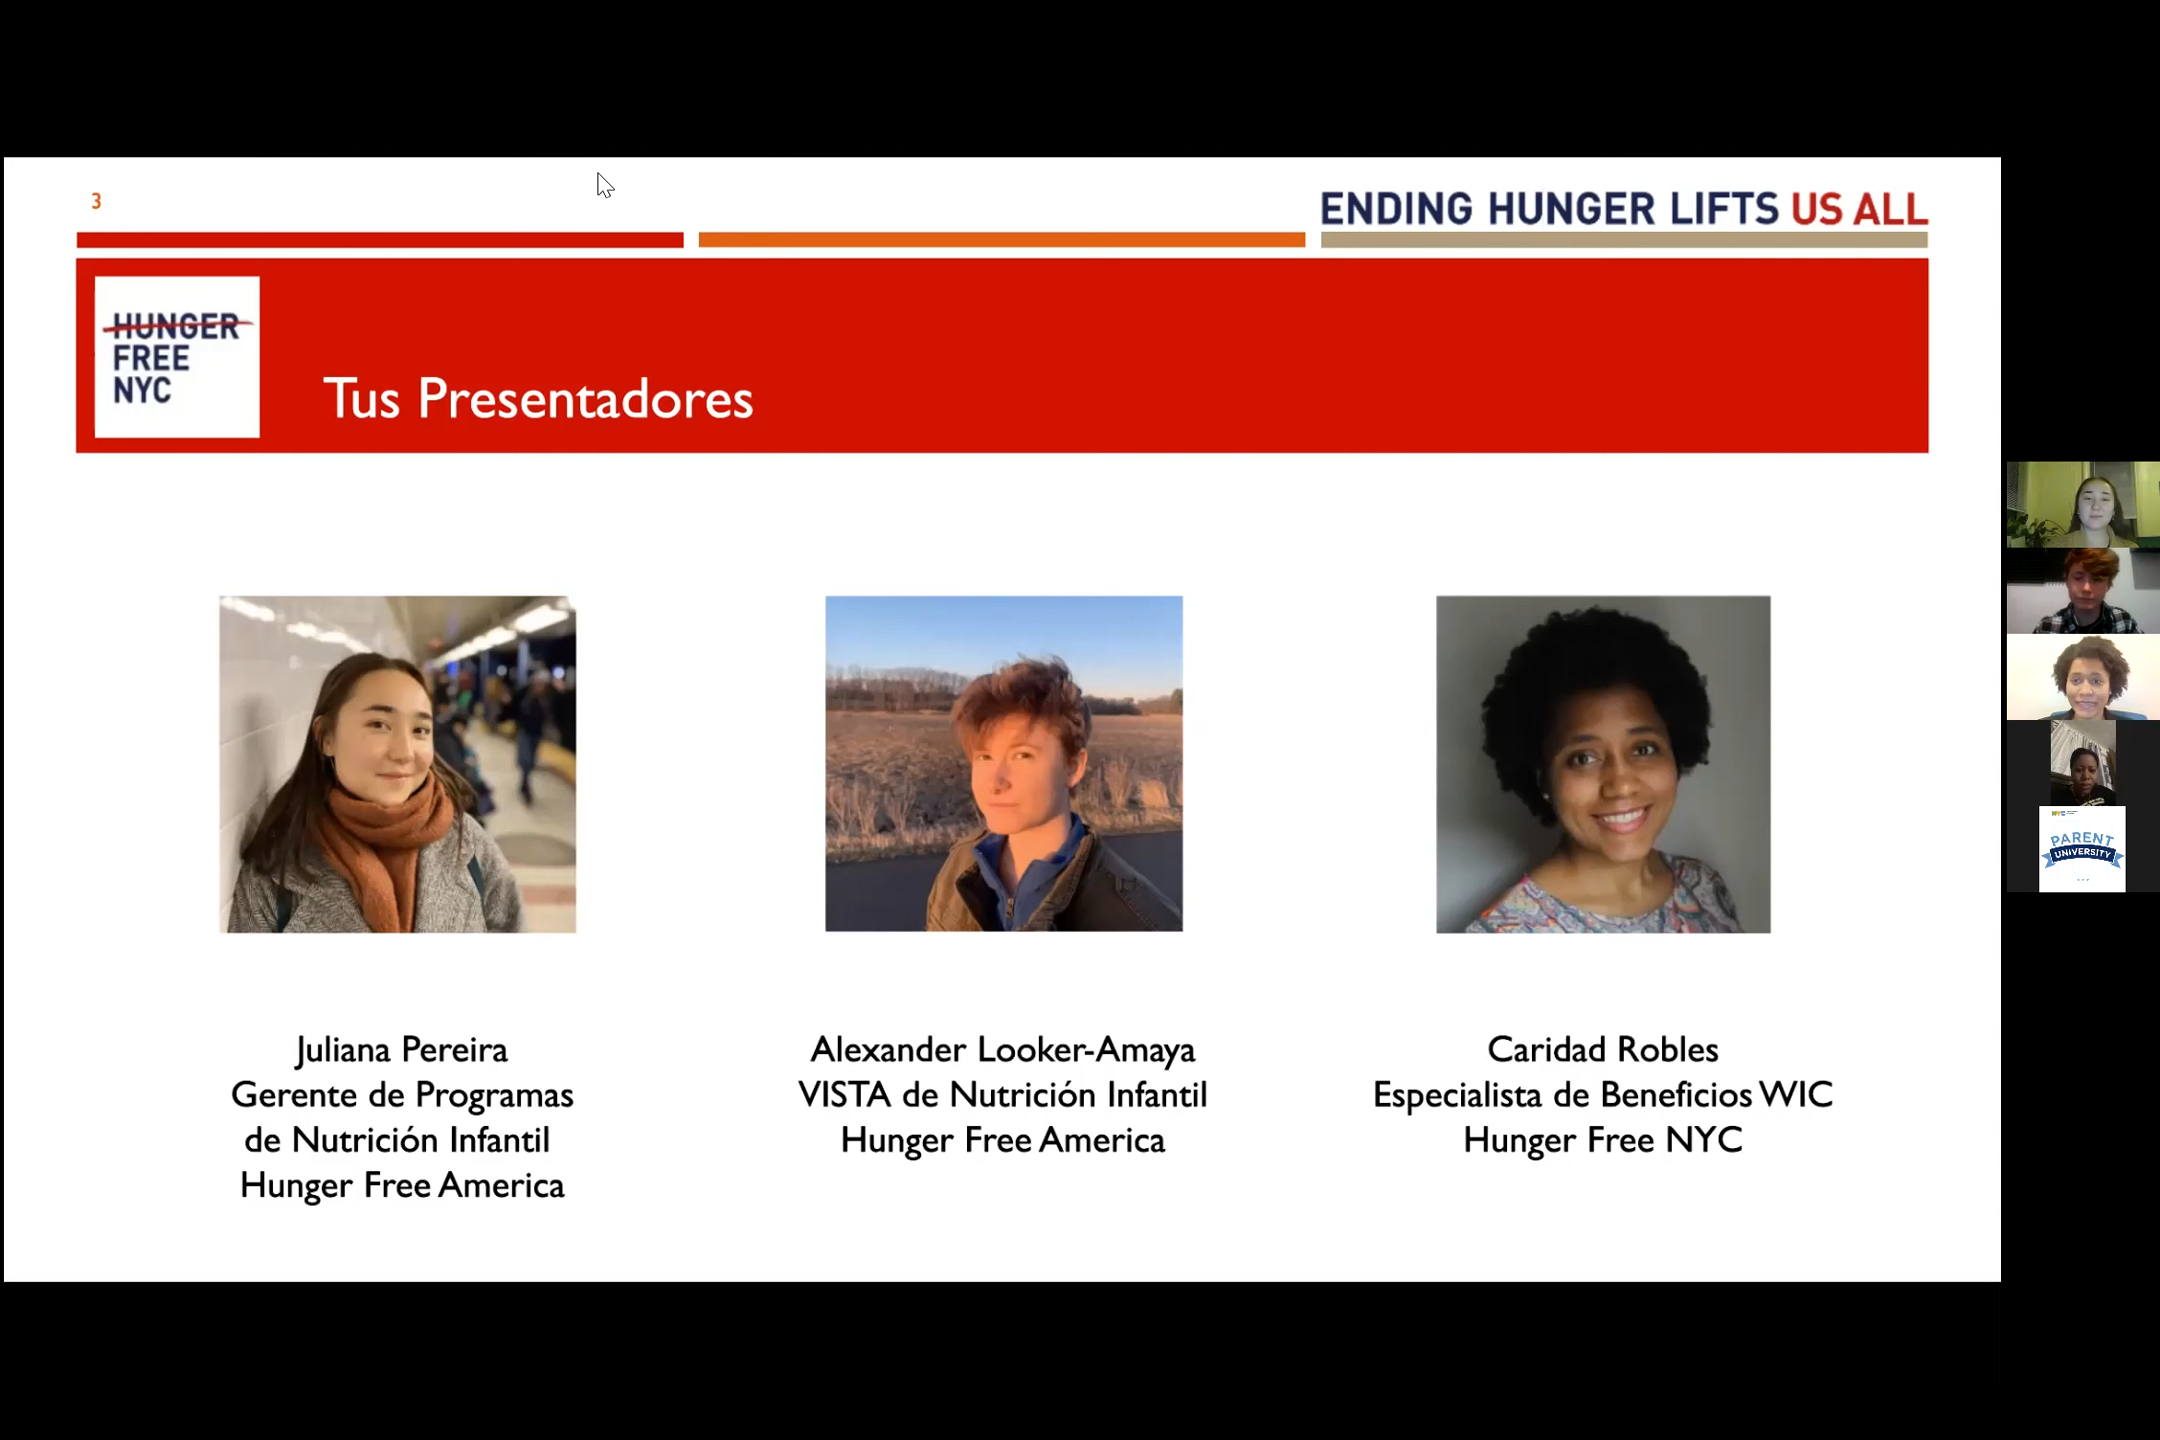 3
ENDING HUNGER LIFTS US ALL
HUNGER
FREE
NYC
Tus Presentadores
Juliana Pereira
Gerente de Programas
de Nutrición Infantil
Hunger Free America
Alexander Looker-Amaya
VISTA de Nutrición Infantil
Hunger Free America
Caridad Robles
Especialista de Beneficios WIC
Hunger Free NYC
NYC
PARENT
UNIVERSITY